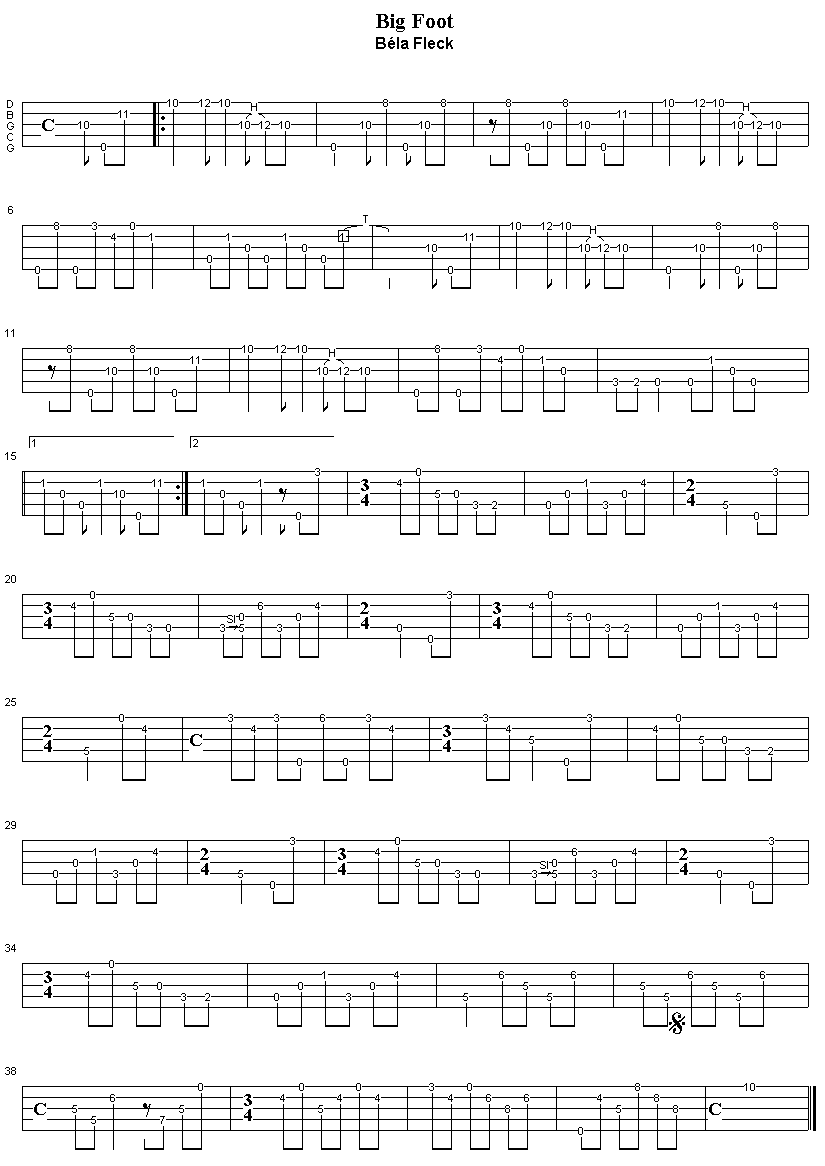 Big Foot
Béla Fleck
D 10 12 10 8 8 8 8 10 12 10
H H
B 11 11
G C 10 10 12 10 10 10 10 10 10 12 10
C
G 0 0 0 0 0
6
T
8 3 0 10 12 10 8 8
4 1 1 1 1 11 H
0 0 10 10 12 10 10 10
0 0
0 0 0 0 0
11
8 8 10 12 10 8 3 0
H
11 4 1 1
10 10 10 12 10 0 0
3 2 0 0 0
0 0 0 0
1 2
15
3 0 3
1 1 11 1 1 4 1 4
0 10 0 3/4 5 0 0 0 2/4
0 0 3 2 0 3 5
0 0 0
20
0 3 0
4 6 4 4 1 4
3/4 5 0 Sl 0 0 2/4 3/4 5 0 0 0
3 0 3 5 3 0 3 2 0 3
0
25
0 3 3 6 3 3 3 0
4 4 4 4 4
2/4 C 3/4 5 5 0
5 3 2
0 0 0
29
3 0 3
1 4 4 6 4
0 0 2/4 3/4 5 0 Sl 0 0 2/4
0 3 5 3 0 3 5 3 0
0 0
34
0
4 1 4 6 6 6 6
3/4 5 0 0 0 5 5 5
3 2 0 3 5 5 5 5
38
0 0 0 3 0 8 10
6 4 4 4 4 6 6 4 8
C 5 5 3/4 5 8 5 8 C
5 7
0